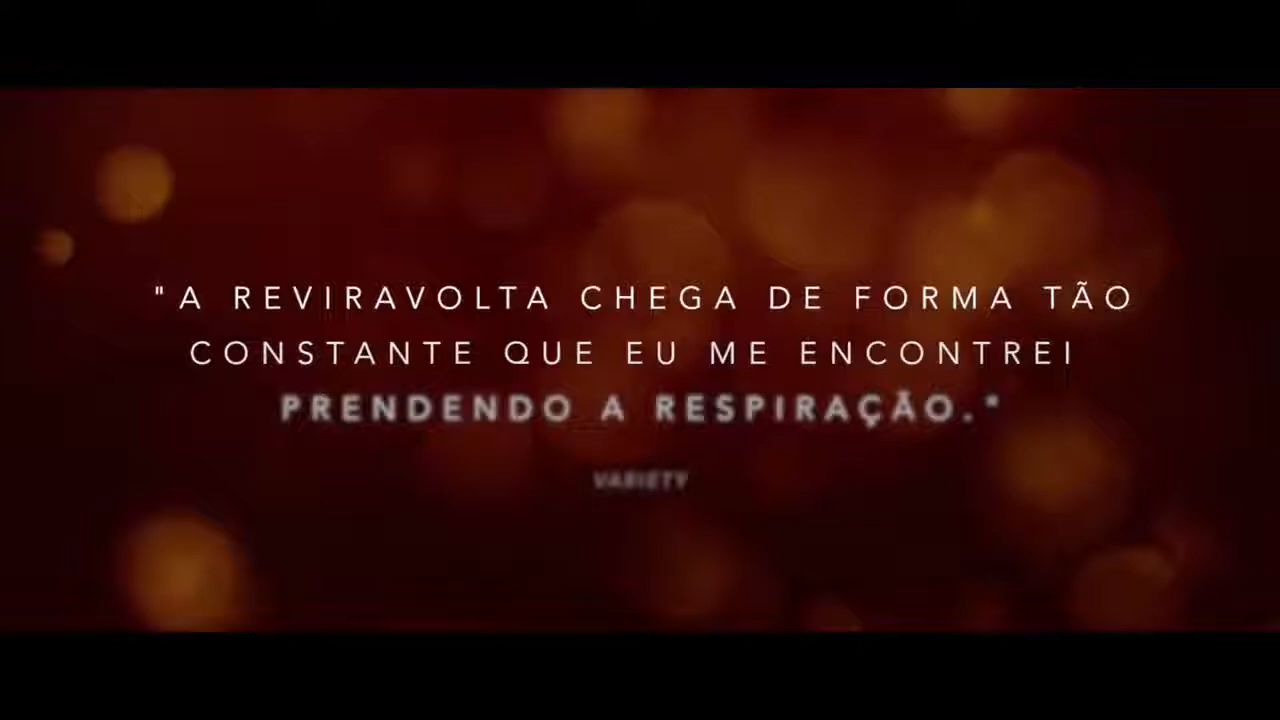 "A REVIRAVOLTA CHEGA DE FORMA TÃO
CONSTANTE QUE EU ME ENCONTREI
PRENDENDO A RESPIRAÇÃO."
VARIETY